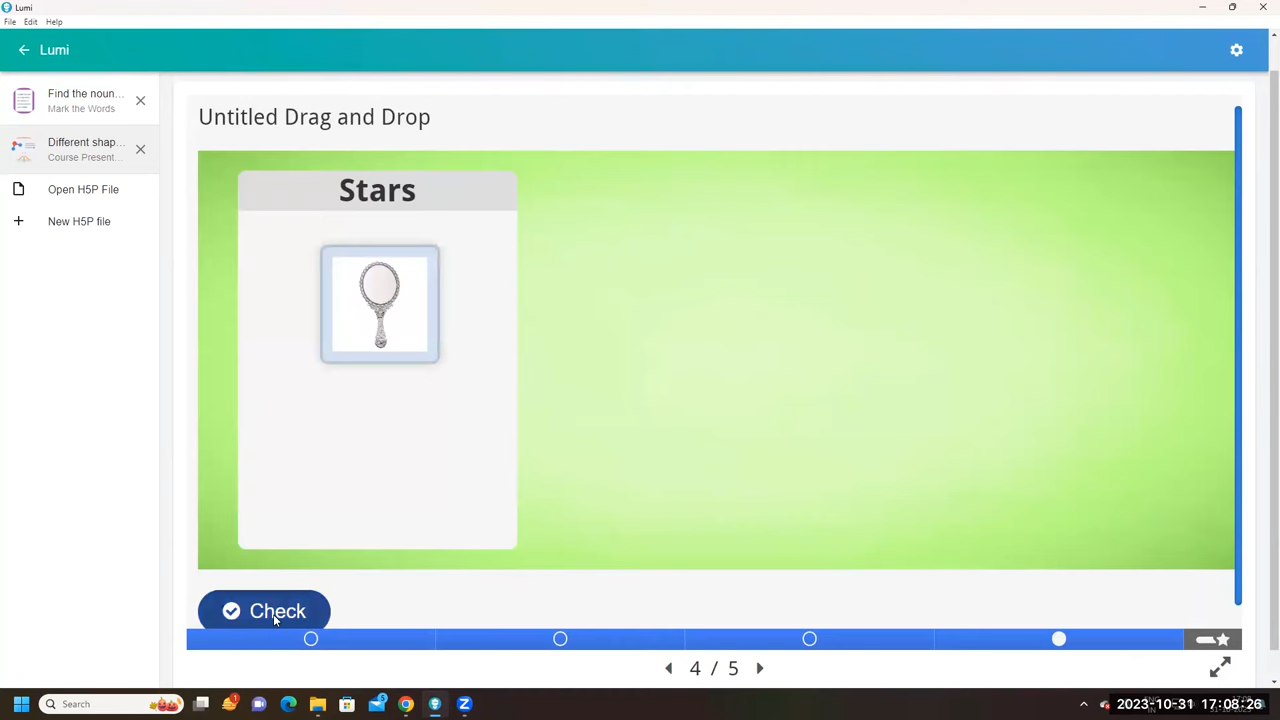 Lumi
File Edit Help
Lumi
Find the noun...
Mark the Words
Different shap...
Course Present...
Open H5P File
New H5P file
Untitled Drag and Drop
Stars
Check
4 / 5
Search
2023-10-31 17:08:26